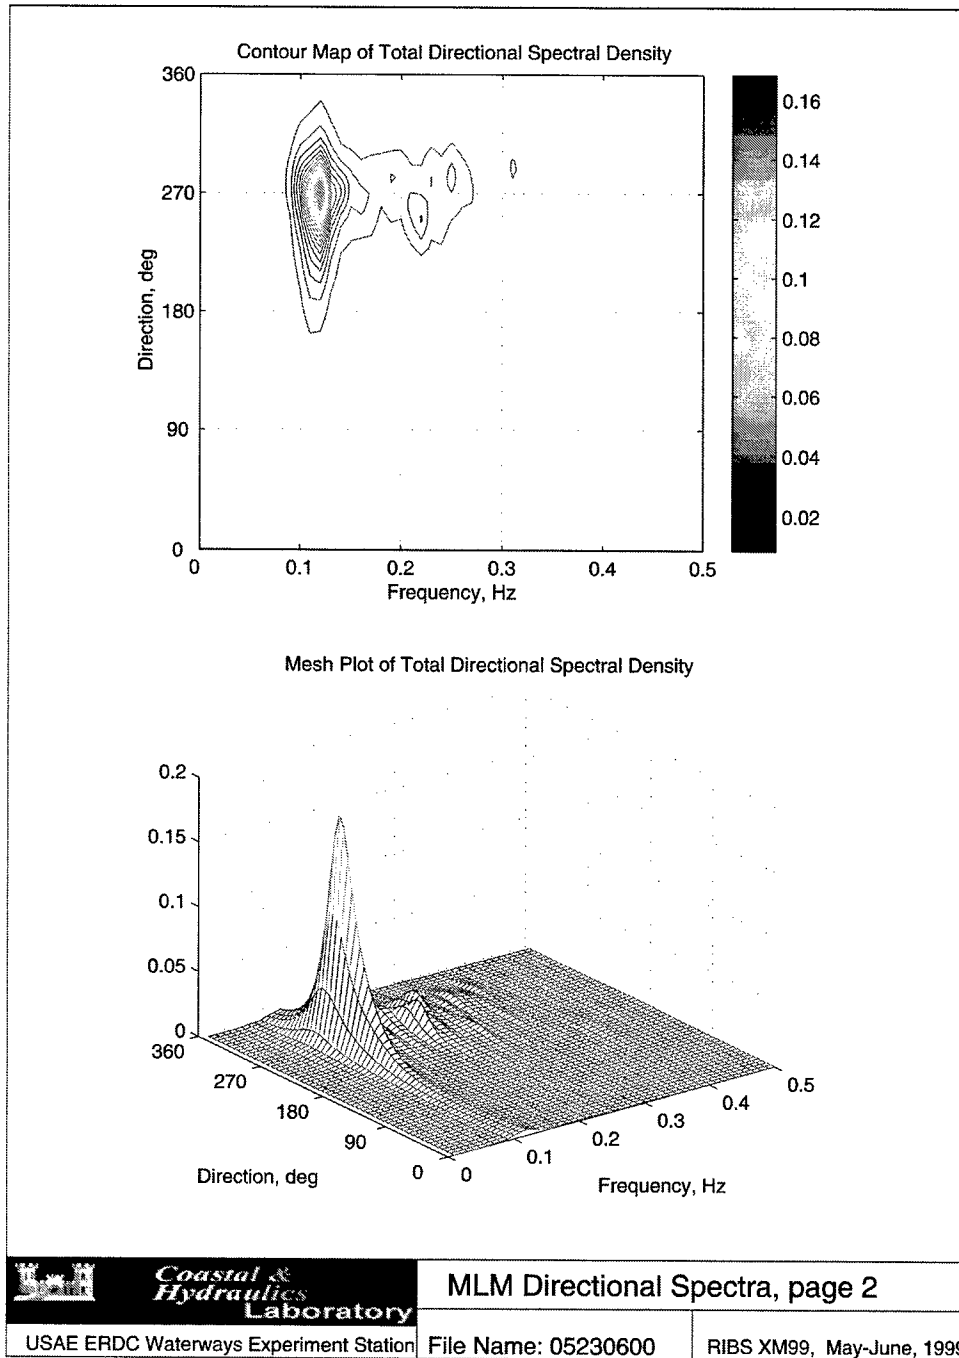 Contour Map of Total Directional Spectral Density
360
270
180
90
0
Direction, deg
0
0.1
0.2
0.3
0.4
0.5
Frequency, Hz
0.16
0.14
0.12
0.1
0.08
0.06
0.04
0.02
Mesh Plot of Total Directional Spectral Density
0.2
0.15
0.1
0.05
0
360
270
180
90
0
Direction, deg
0
0.1
0.2
0.3
0.4
0.5
Frequency, Hz
Coastal &
Hydraulics
Laboratory
USAE ERDC Waterways Experiment Station
MLM Directional Spectra, page 2
File Name: 05230600
RIBS XM99, May-June, 1999